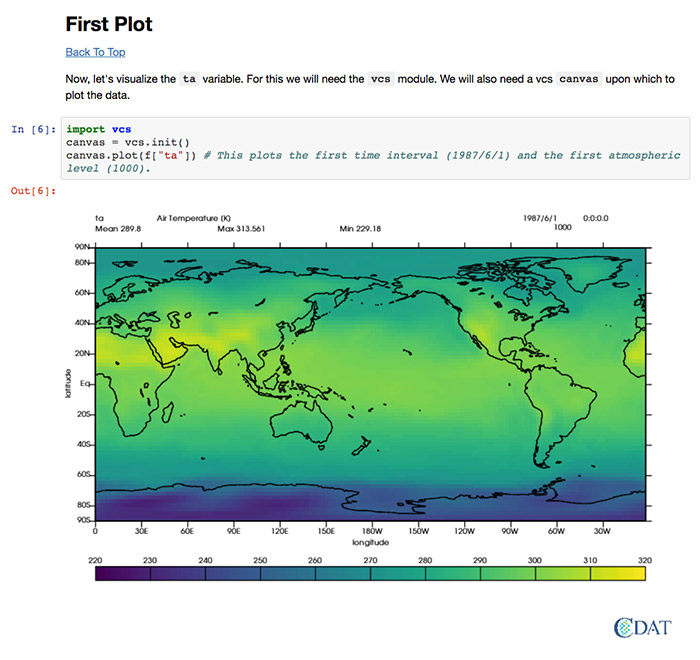 First Plot
Back To Top
Now, let's visualize the ta variable. For this we will need the vcs module. We will also need a vcs canvas upon which to
plot the data.
In [6]: import vcs
canvas = vcs.init()
canvas.plot(f["ta"]) # This plots the first time interval (1987/6/1) and the first atmospheric
level (1000).
Out[6]:
ta Air Temperature (K) 1987/6/1 0:0:0.0
Mean 289.8 Max 313.561 Min 229.18 1000
90N
80N
60N
40N
20N
Eq
20S
40S
60S
80S
90S
latitude
0 30E 60E 90E 120E 150E 180W 150W 120W 90W 60W 30W
longitude
220 230 240 250 260 270 280 290 300 310 320
CDAT